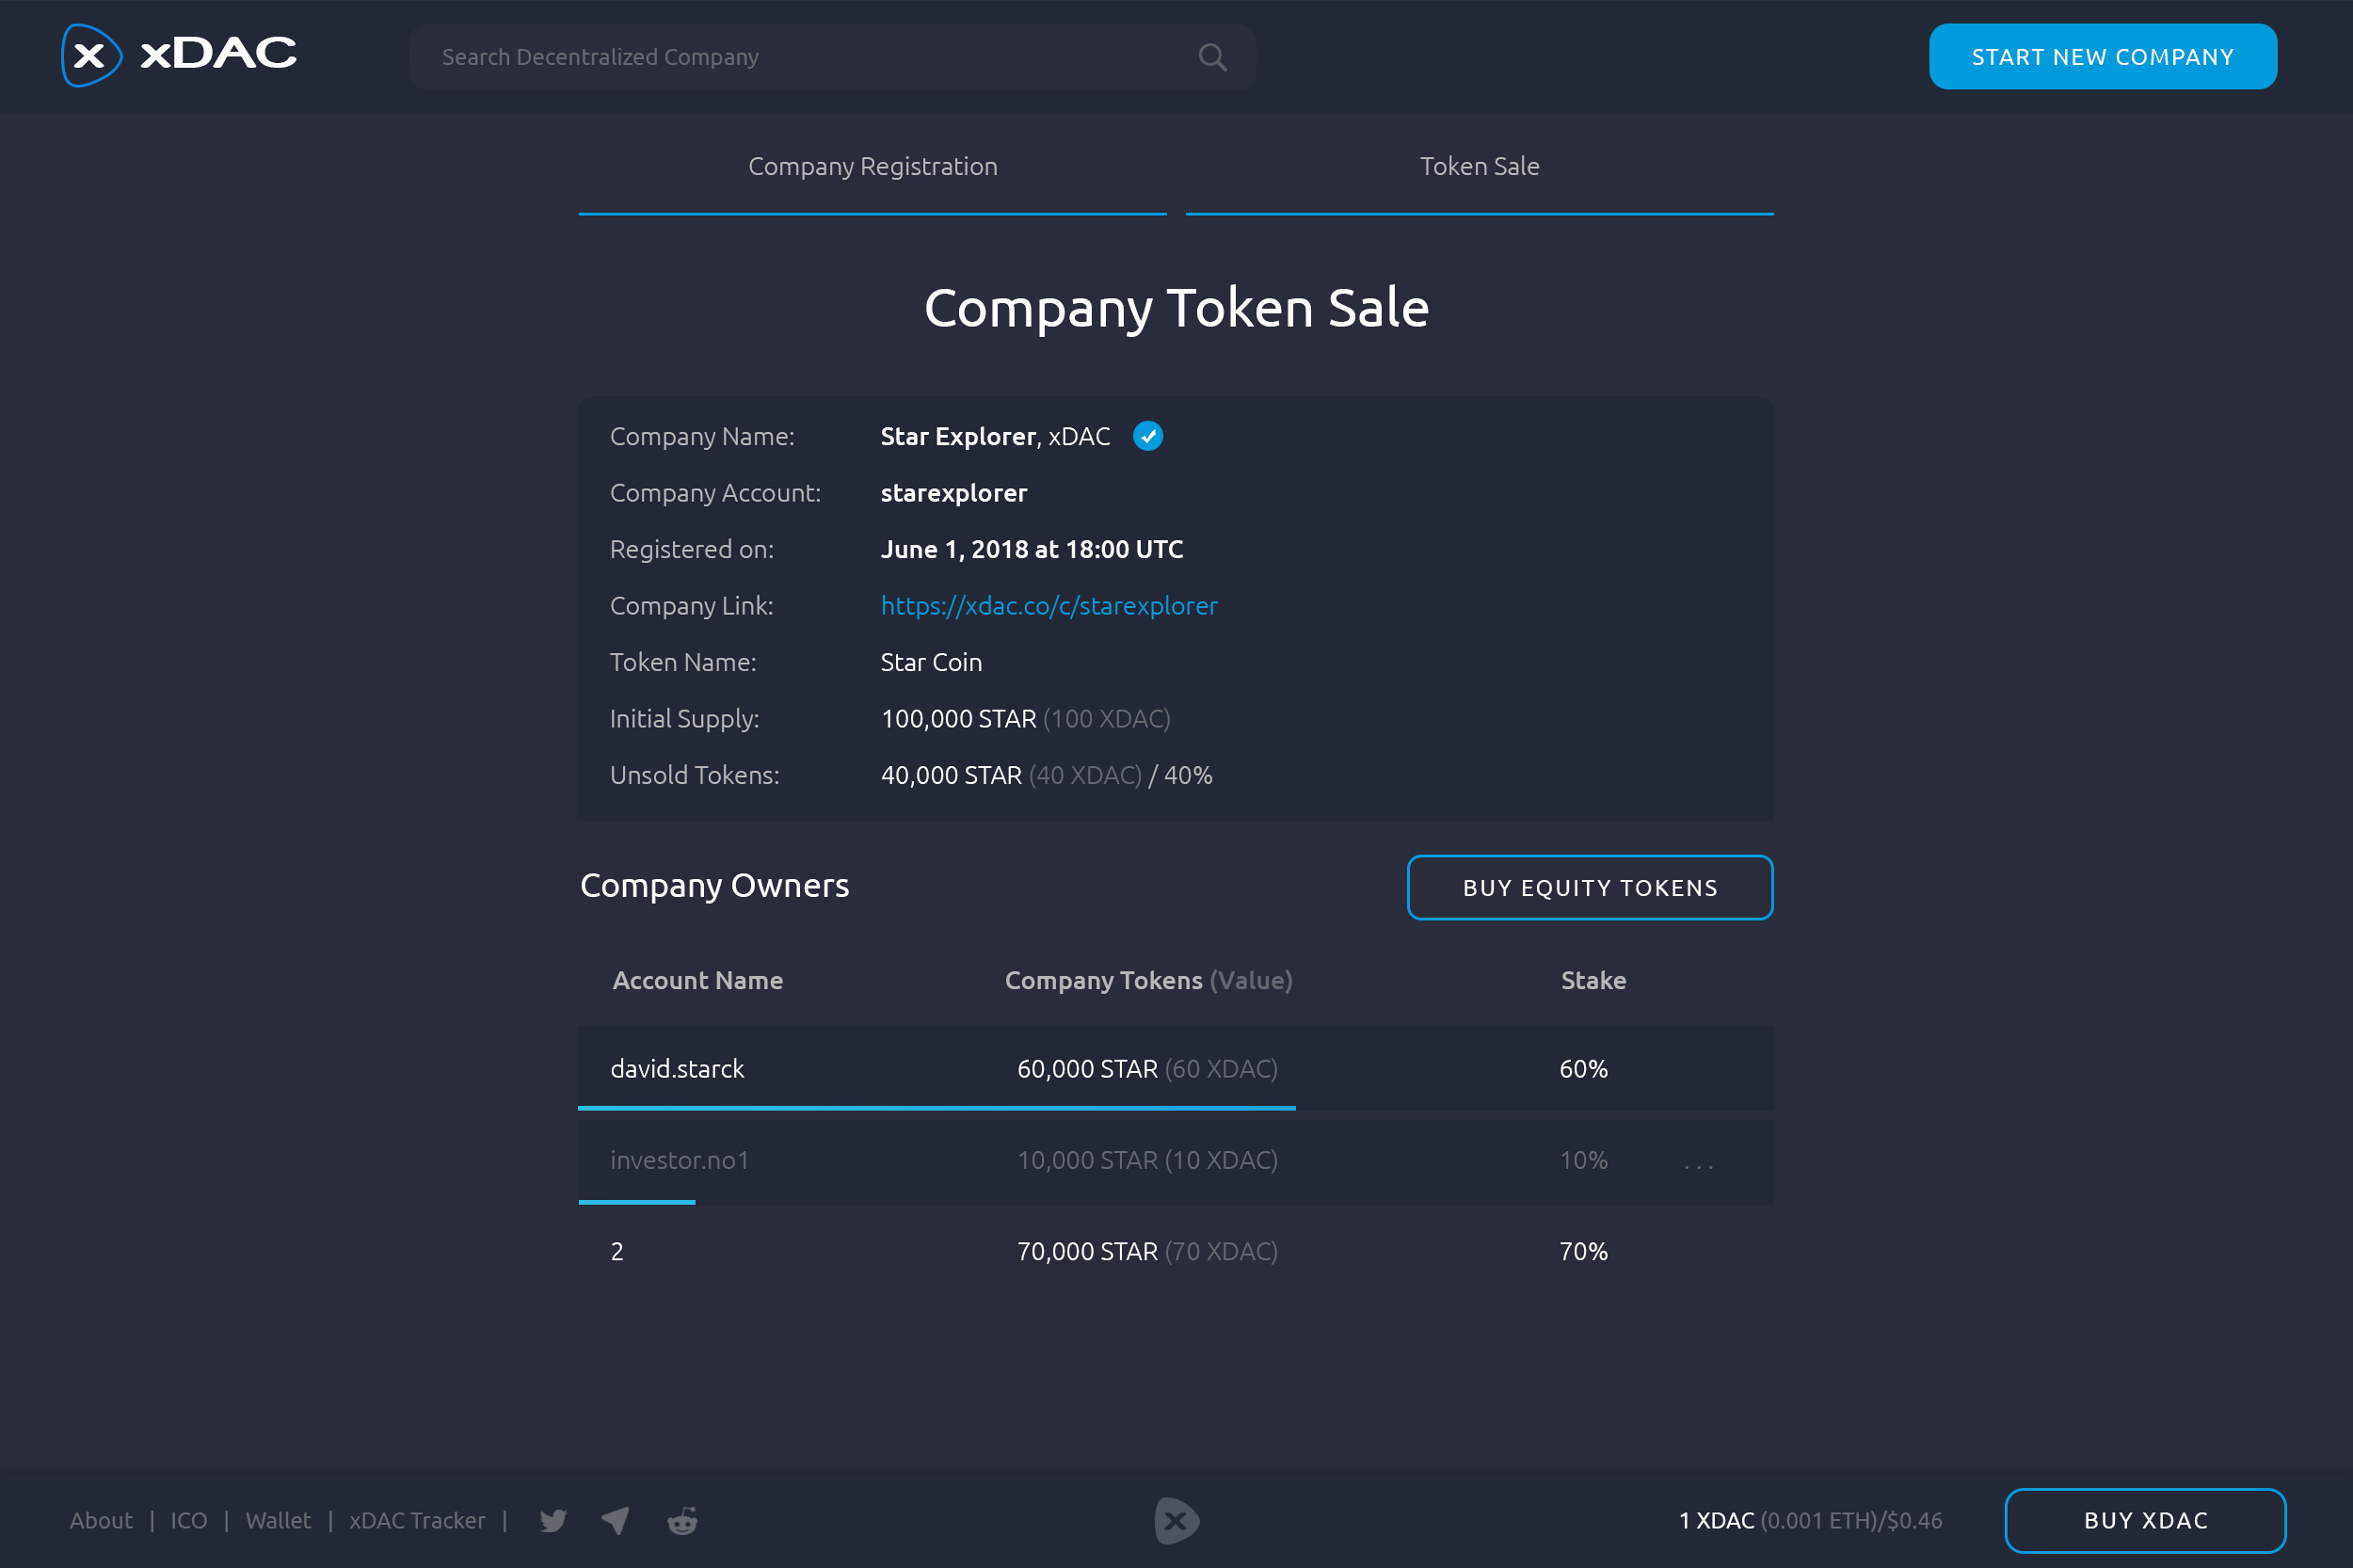 x xDAC
Search Decentralized Company
START NEW COMPANY
Company Registration
Token Sale
Company Token Sale
Company Name: Star Explorer, xDAC
Company Account: starexplorer
Registered on: June 1, 2018 at 18:00 UTC
Company Link: https://xdac.co/c/starexplorer
Token Name: Star Coin
Initial Supply: 100,000 STAR (100 XDAC)
Unsold Tokens: 40,000 STAR (40 XDAC) / 40%
Company Owners
BUY EQUITY TOKENS
Account Name Company Tokens (Value) Stake
david.starck 60,000 STAR (60 XDAC) 60%
investor.no1 10,000 STAR (10 XDAC) 10% ...
2 70,000 STAR (70 XDAC) 70%
About | ICO | Wallet | xDAC Tracker |
x
1 XDAC (0.001 ETH)/$0.46
BUY XDAC